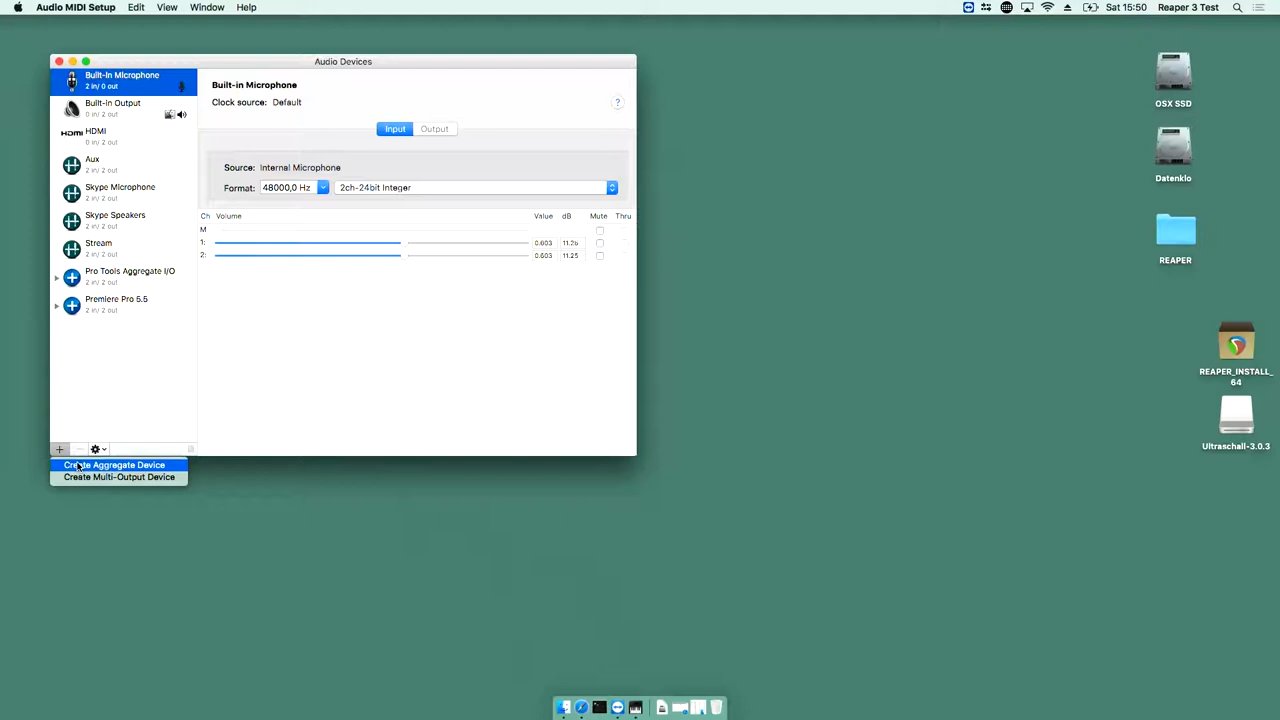 Audio MIDI Setup Edit View Window Help
Sat 15:50 Reaper 3 Test
Audio Devices
Built-in Microphone
2 in/ 0 out
Built-in Output
0 in/ 2 out
HDMI
HDMI
0 in/ 2 out
Aux
2 in/ 2 out
Skype Microphone
2 in/ 2 out
Skype Speakers
2 in/ 2 out
Stream
2 in/ 2 out
Pro Tools Aggregate I/O
2 in/ 2 out
Premiere Pro 5.5
2 in/ 2 out
Create Aggregate Device
Create Multi-Output Device
Built-in Microphone
Clock source: Default
?
Input Output
Source: Internal Microphone
Format: 48000,0 Hz 2ch-24bit Integer
Ch Volume Value dB Mute Thru
M
1: 0.603 11.25
2: 0.603 11.25
OSX SSD
Datenklo
REAPER
REAPER_INSTALL_
64
Ultraschall-3.0.3